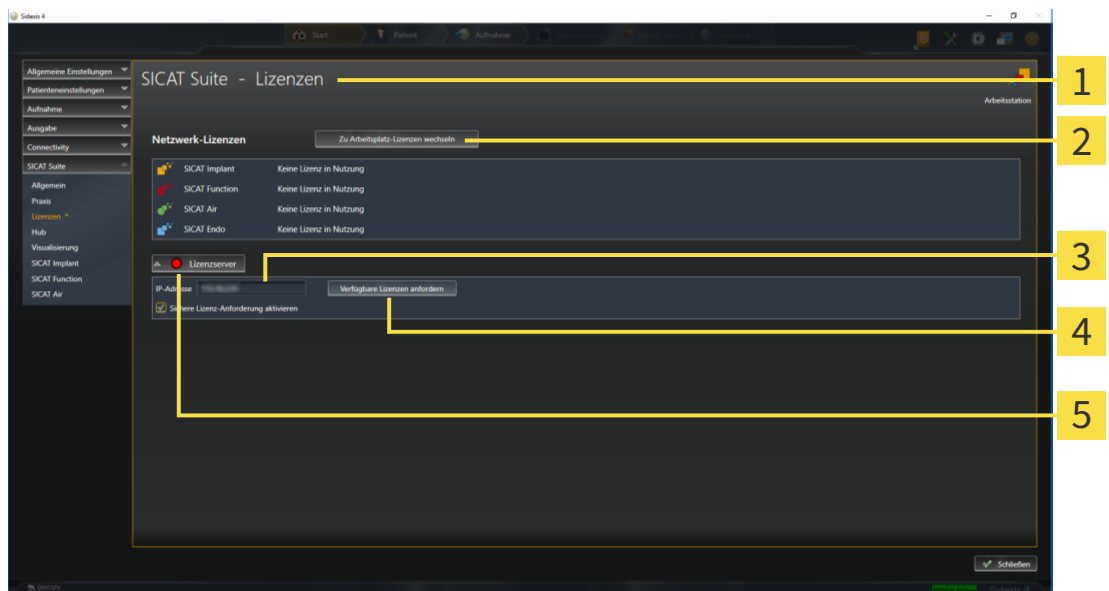 Sidexis 4
Start
Patient
Aufnahme
Allgemeine Einstellungen
Patienteneinstellungen
Aufnahme
Ausgabe
Connectivity
SICAT Suite
Allgemein
Praxis
Lizenzen *
Hub
Visualisierung
SICAT Implant
SICAT Function
SICAT Air
SICAT Suite - Lizenzen
Arbeitsstation
Netzwerk-Lizenzen
Zu Arbeitsplatz-Lizenzen wechseln
SICAT Implant Keine Lizenz in Nutzung
SICAT Function Keine Lizenz in Nutzung
SICAT Air Keine Lizenz in Nutzung
SICAT Endo Keine Lizenz in Nutzung
Lizenzserver
IP-Adresse
Verfügbare Lizenzen anfordern
Sichere Lizenz-Anforderung aktivieren
Schließen
Sidexis 4
1
2
3
4
5